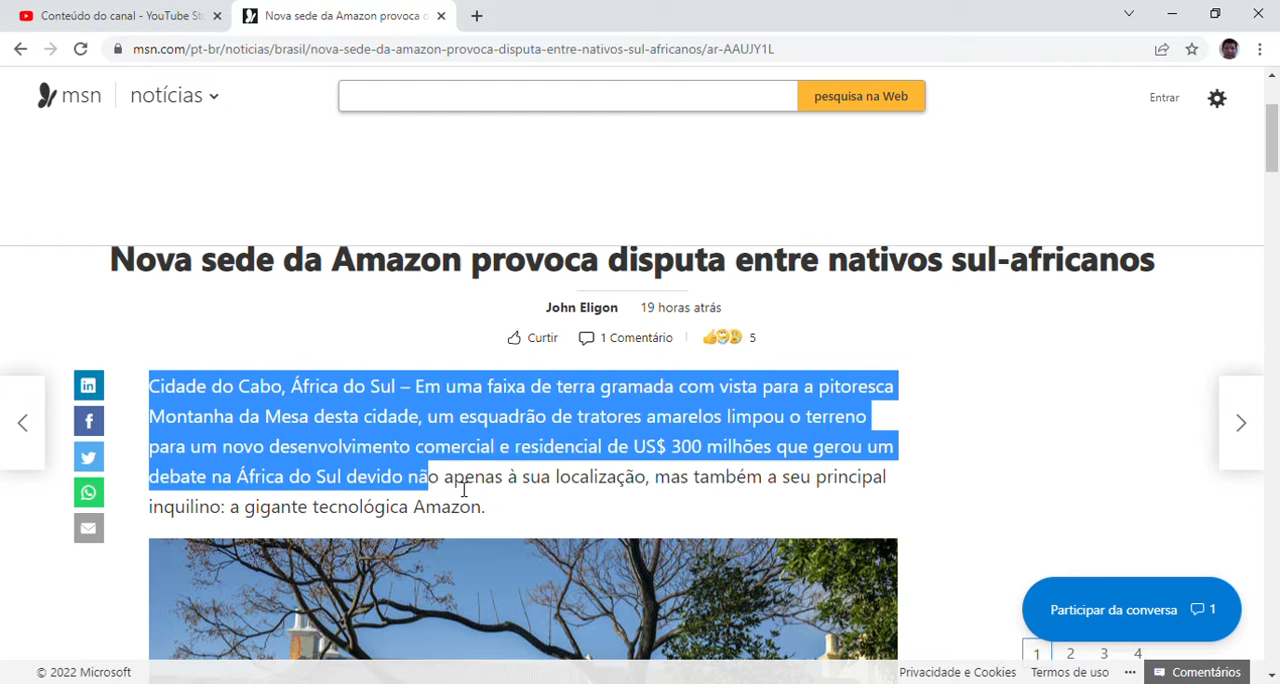 Conteúdo do canal - YouTube St
Nova sede da Amazon provoca d
msn.com/pt-br/noticias/brasil/nova-sede-da-amazon-provoca-disputa-entre-nativos-sul-africanos/ar-AAUJY1L
msn
notícias
pesquisa na Web
Entrar
Nova sede da Amazon provoca disputa entre nativos sul-africanos
John Eligon 19 horas atrás
Curtir 1 Comentário 5
Cidade do Cabo, África do Sul – Em uma faixa de terra gramada com vista para a pitoresca
Montanha da Mesa desta cidade, um esquadrão de tratores amarelos limpou o terreno
para um novo desenvolvimento comercial e residencial de US$ 300 milhões que gerou um
debate na África do Sul devido não apenas à sua localização, mas também a seu principal
inquilino: a gigante tecnológica Amazon.
Participar da conversa 1
1 2 3 4
© 2022 Microsoft
Privacidade e Cookies Termos de uso ••• Comentários